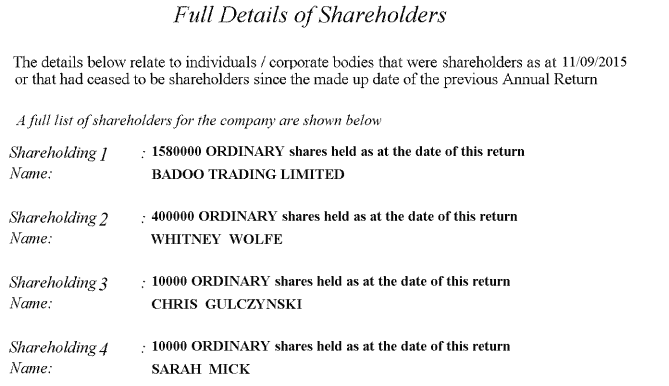 Full Details of Shareholders
The details below relate to individuals / corporate bodies that were shareholders as at 11/09/2015
or that had ceased to be shareholders since the made up date of the previous Annual Return
A full list of shareholders for the company are shown below
Shareholding 1 : 1580000 ORDINARY shares held as at the date of this return
Name: BADOO TRADING LIMITED
Shareholding 2 : 400000 ORDINARY shares held as at the date of this return
Name: WHITNEY WOLFE
Shareholding 3 : 10000 ORDINARY shares held as at the date of this return
Name: CHRIS GULCZYNSKI
Shareholding 4 : 10000 ORDINARY shares held as at the date of this return
Name: SARAH MICK